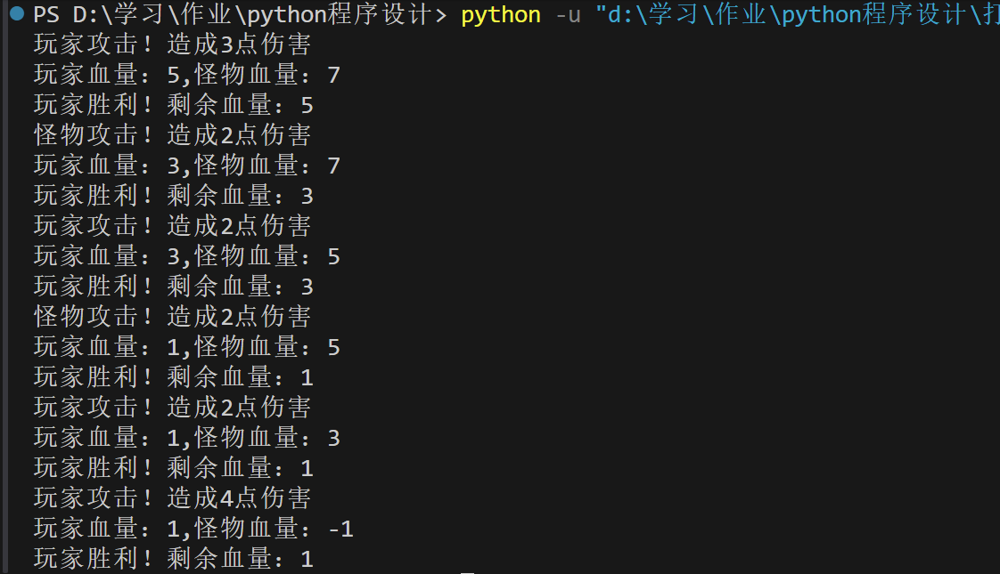 PS D:\学习\作业\python程序设计> python -u "d:\学习\作业\python程序设计\打
玩家攻击！造成3点伤害
玩家血量：5,怪物血量：7
玩家胜利！剩余血量：5
怪物攻击！造成2点伤害
玩家血量：3,怪物血量：7
玩家胜利！剩余血量：3
玩家攻击！造成2点伤害
玩家血量：3,怪物血量：5
玩家胜利！剩余血量：3
怪物攻击！造成2点伤害
玩家血量：1,怪物血量：5
玩家胜利！剩余血量：1
玩家攻击！造成2点伤害
玩家血量：1,怪物血量：3
玩家胜利！剩余血量：1
玩家攻击！造成4点伤害
玩家血量：1,怪物血量：-1
玩家胜利！剩余血量：1